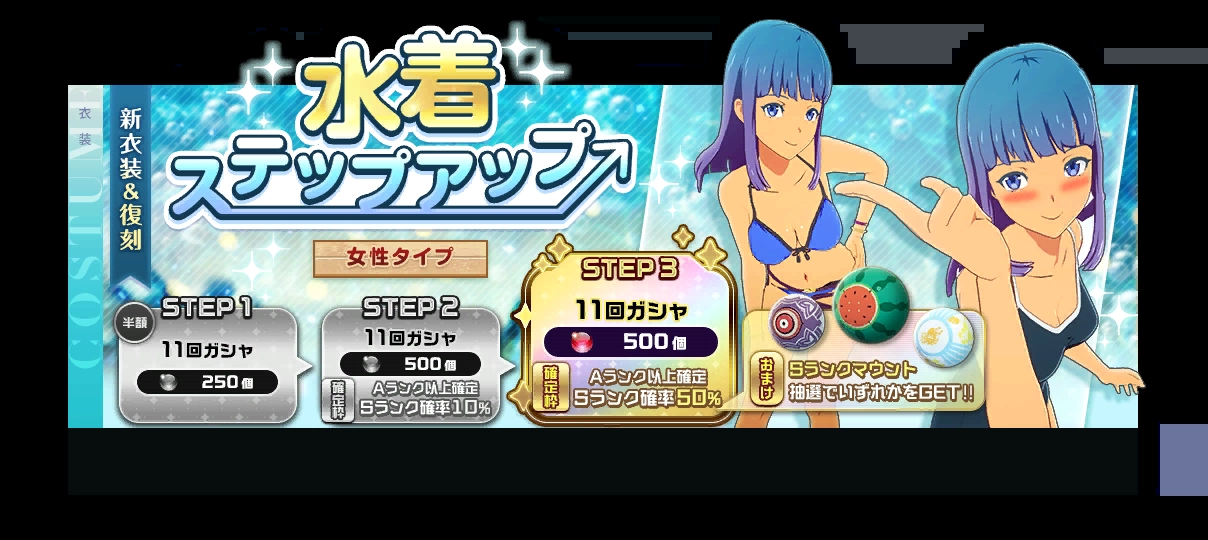 衣装
COSTU
新衣装&復刻
水着
ステップアップ
女性タイプ
STEP 1
半額
11回ガシャ
250個
STEP 2
11回ガシャ
500個
確定枠
Aランク以上確定
Sランク確率10%
STEP 3
11回ガシャ
500個
確定枠
Aランク以上確定
Sランク確率50%
おまけ
Sランクマウント
抽選でいずれかをGET!!